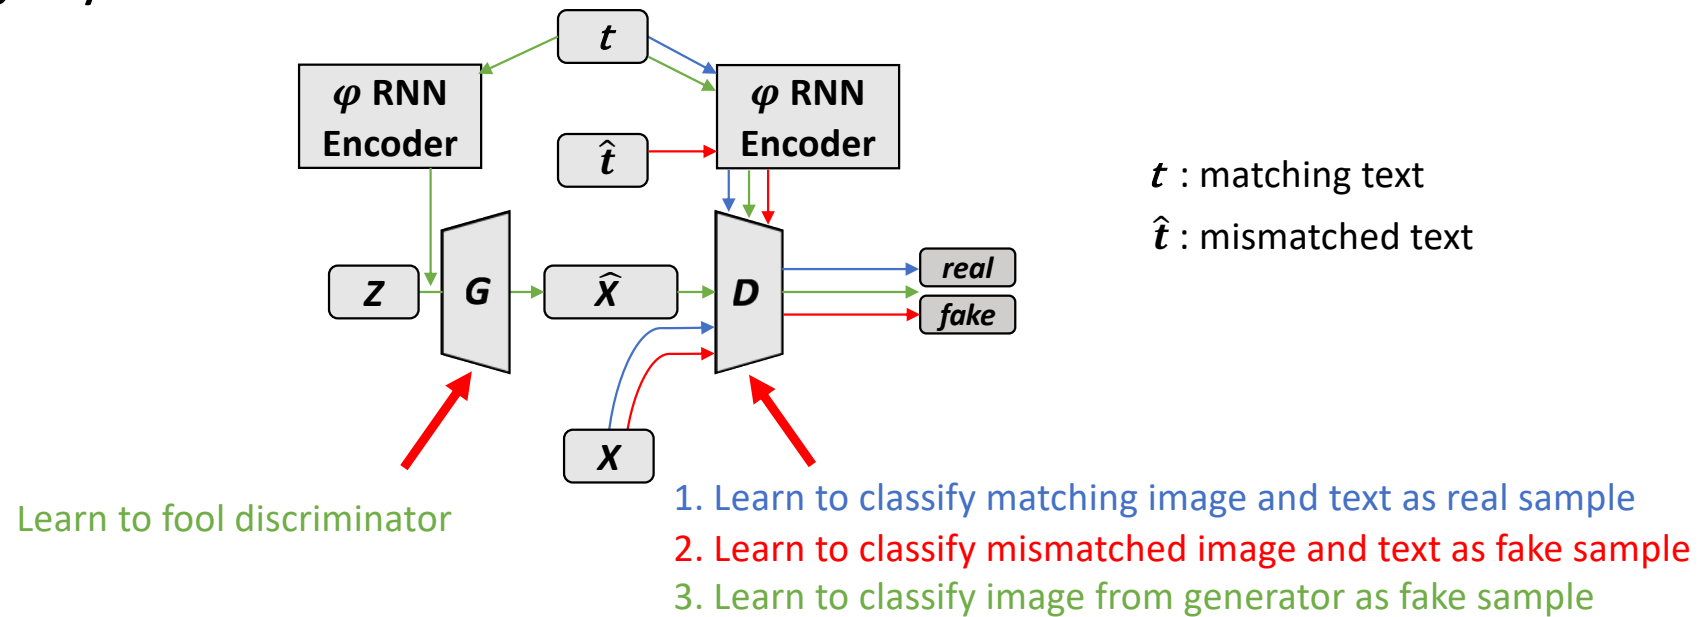 t
φ RNN
Encoder
φ RNN
Encoder
t̂
t : matching text
t̂ : mismatched text
Z
G
X̂
D
real
fake
X
Learn to fool discriminator
1. Learn to classify matching image and text as real sample
2. Learn to classify mismatched image and text as fake sample
3. Learn to classify image from generator as fake sample